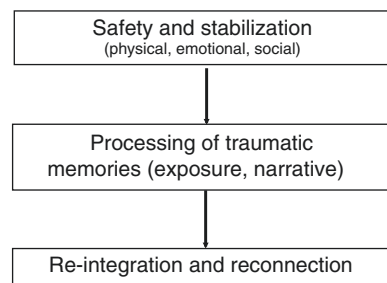 Safety and stabilization
(physical, emotional, social)
Processing of traumatic
memories (exposure, narrative)
Re-integration and reconnection